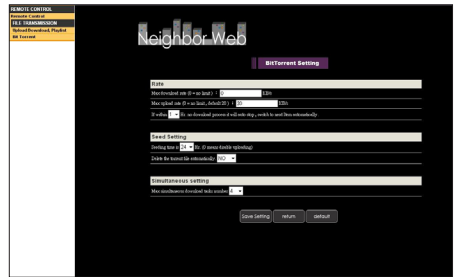 REMOTE CONTROL
Remote Control
FILE TRANSMISSION
Upload/Download, Playlist
Bit Torrent
Neighbor Web
BitTorrent Setting
Rate
Max download rate (0 = no limit) : 0 KB/s
Max upload rate (0 = no limit, default:20) : 20 KB/s
If within 1 Hr. no download proceed will auto stop, switch to next item automatically
Seed Setting
Seeding time is 24 Hr. (0 means disable uploading)
Delete the torrent file automatically NO
Simultaneous setting
Max simultaneous download tasks number 4
Save Setting return default